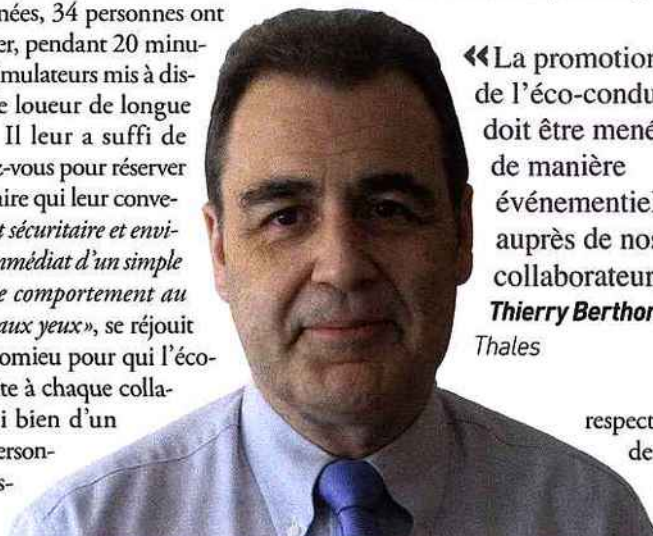 nées, 34 personnes ont
er, pendant 20 minu-
mulateurs mis à dis-
e loueur de longue
Il leur a suffi de
z-vous pour réserver
aire qui leur conve-
t sécuritaire et envi-
mmédiat d'un simple
e comportement au
aux yeux», se réjouit
omieu pour qui l'éco-
te à chaque colla-
i bien d'un
erson-
s-
«La promotion
de l'éco-condu
doit être mené
de manière
événementiel
auprès de nos
collaborateur
Thierry Berthon
Thales
respect
de